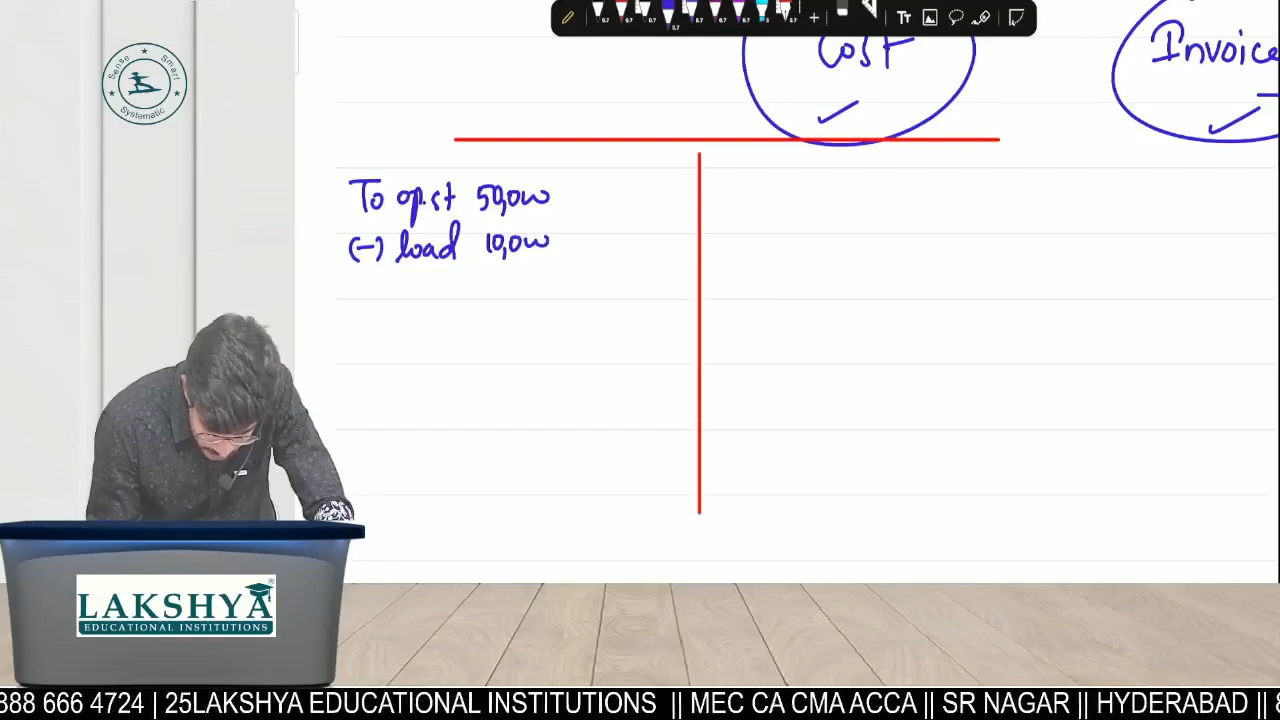 Cost
Invoice
To op.st 50,000
(-) load 10,000
Sense Smart
Systematic
LAKSHYA
EDUCATIONAL INSTITUTIONS
388 666 4724 | 25LAKSHYA EDUCATIONAL INSTITUTIONS || MEC CA CMA ACCA || SR NAGAR || HYDERABAD ||